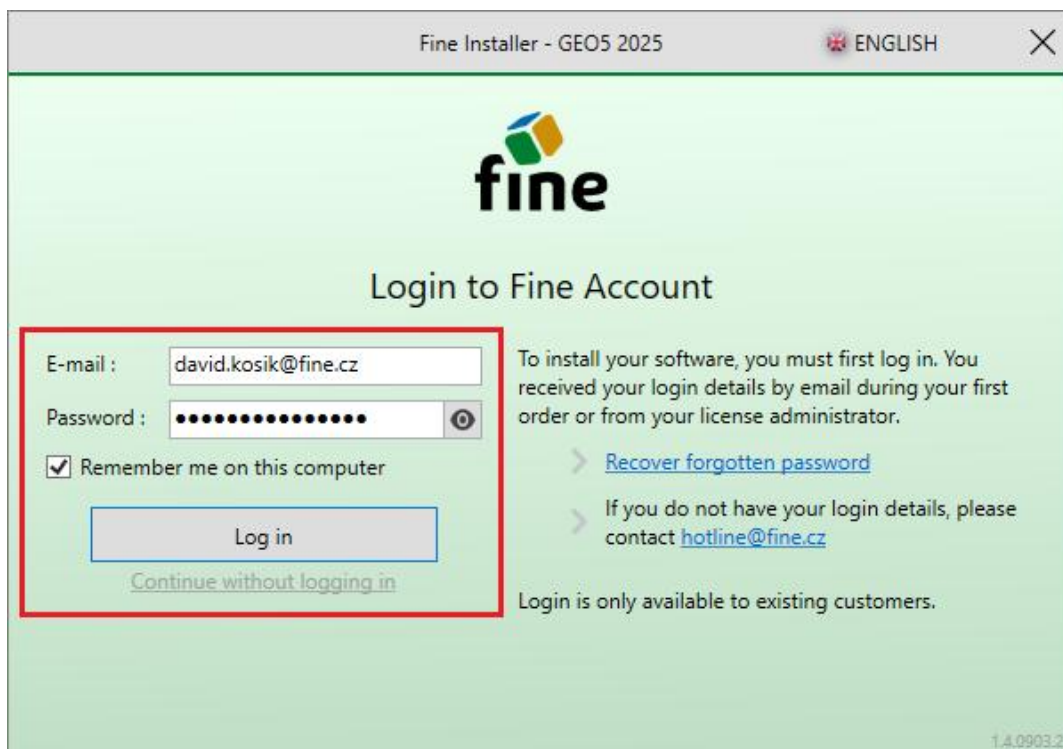 Fine Installer - GEO5 2025
ENGLISH
fine
Login to Fine Account
E-mail :
david.kosik@fine.cz
Password :
•••••••••••••••
Remember me on this computer
Log in
Continue without logging in
To install your software, you must first log in. You
received your login details by email during your first
order or from your license administrator.
Recover forgotten password
If you do not have your login details, please
contact hotline@fine.cz
Login is only available to existing customers.